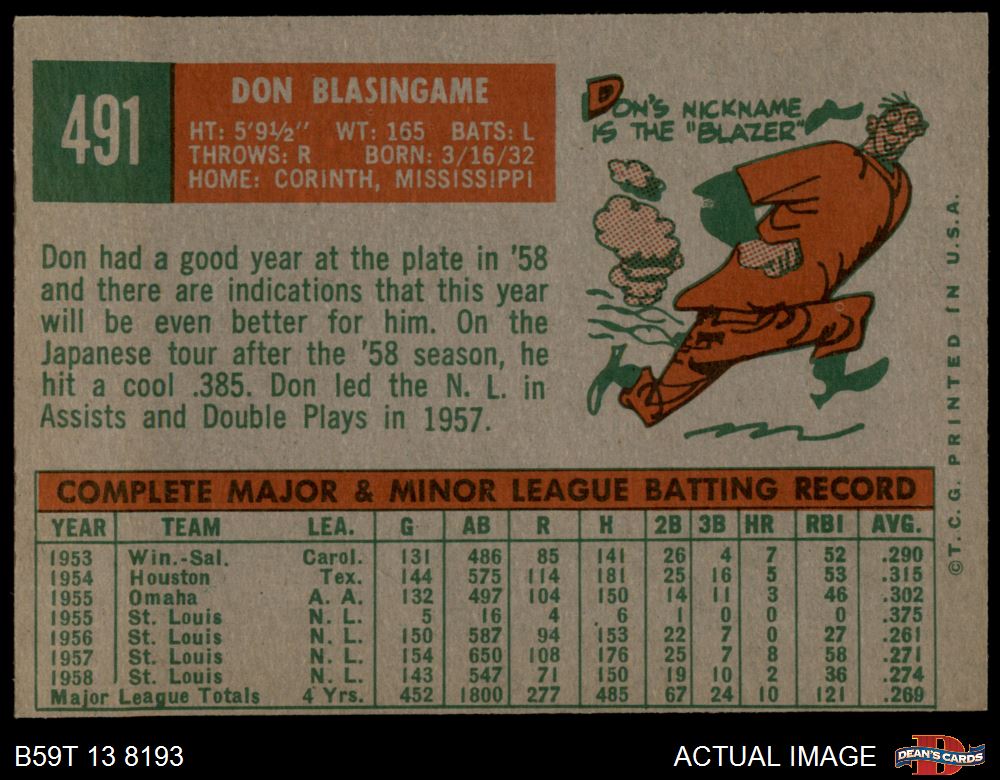 491
DON BLASINGAME
HT: 5'9½" WT: 165 BATS: L
THROWS: R BORN: 3/16/32
HOME: CORINTH, MISSISSIPPI
DON'S NICKNAME
IS THE "BLAZER"
Don had a good year at the plate in '58
and there are indications that this year
will be even better for him. On the
Japanese tour after the '58 season, he
hit a cool .385. Don led the N. L. in
Assists and Double Plays in 1957.
COMPLETE MAJOR & MINOR LEAGUE BATTING RECORD
YEAR TEAM LEA. G AB R H 2B 3B HR RBI AVG.
1953 Win.-Sal. Carol. 131 486 85 141 26 4 7 52 .290
1954 Houston Tex. 144 575 114 181 25 16 5 53 .315
1955 Omaha A. A. 132 497 104 150 14 11 3 46 .302
1955 St. Louis N. L. 5 16 4 6 1 0 0 0 .375
1956 St. Louis N. L. 150 587 94 153 22 7 0 27 .261
1957 St. Louis N. L. 154 650 108 176 25 7 8 58 .271
1958 St. Louis N. L. 143 547 71 150 19 10 2 36 .274
Major League Totals 4 Yrs. 452 1800 277 485 67 24 10 121 .269
©T. C. G. PRINTED IN U.S.A.
B59T 13 8193
ACTUAL IMAGE
D
DEAN'S CARDS